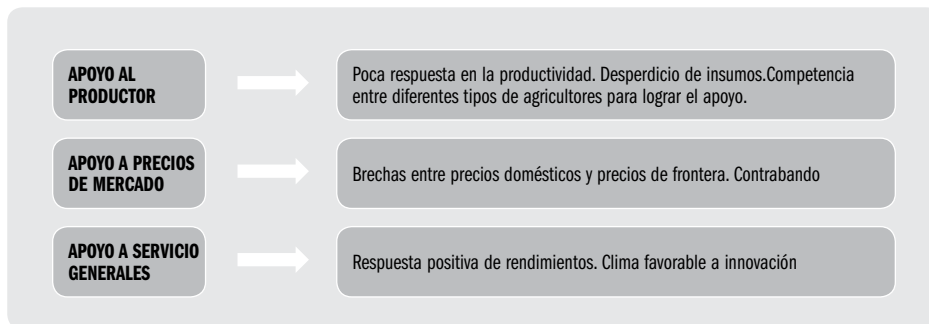 APOYO AL
PRODUCTOR
Poca respuesta en la productividad. Desperdicio de insumos.Competencia
entre diferentes tipos de agricultores para lograr el apoyo.
APOYO A PRECIOS
DE MERCADO
Brechas entre precios domésticos y precios de frontera. Contrabando
APOYO A SERVICIO
GENERALES
Respuesta positiva de rendimientos. Clima favorable a innovación